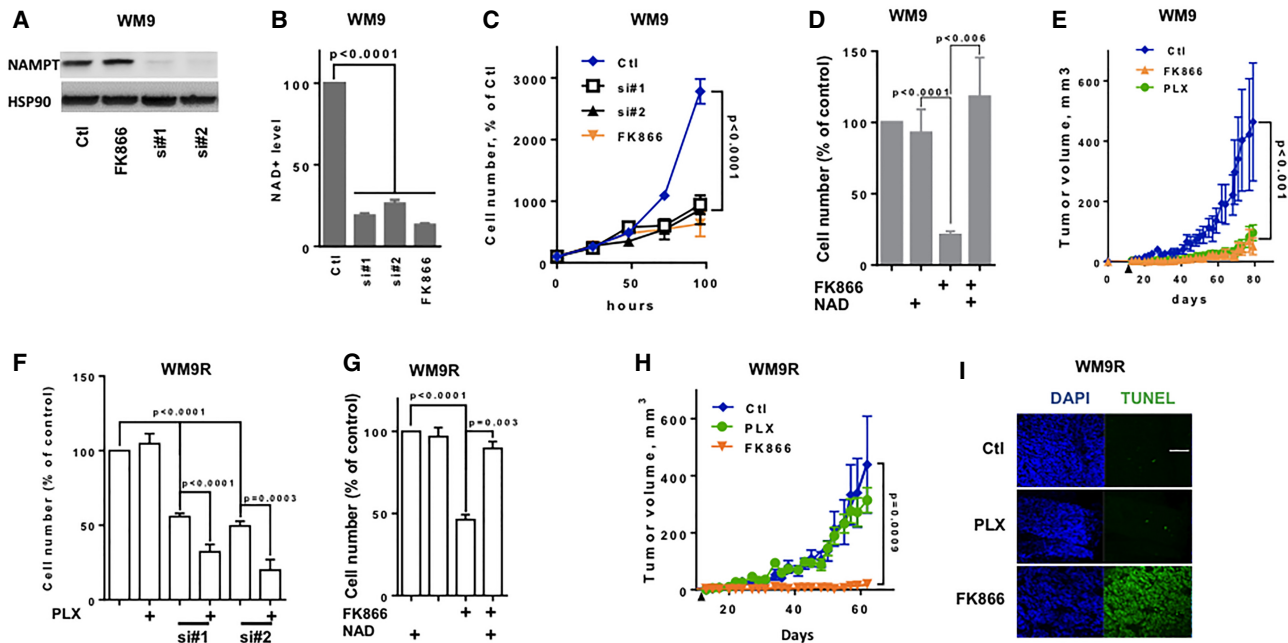 A
WM9
NAMPT
HSP90
Ctl
FK866
si#1
si#2
B
p<0.0001
NAD+ level
100
50
0
Ctl
si#1
si#2
FK866
C
WM9
Cell number, % of Ctl
3000
2000
1000
0
0
50
100
hours
Ctl
si#1
si#2
FK866
p<0.0001
D
WM9
Cell number (% of control)
150
100
50
0
p<0.0001
p<0.006
FK866
+
+
NAD
+
+
E
WM9
Tumor volume, mm3
600
400
200
0
0
20
40
60
80
days
Ctl
FK866
PLX
p<0.001
F
WM9R
Cell number (% of control)
150
100
50
0
p<0.0001
p<0.0001
p=0.0003
PLX
+
+
+
si#1
si#2
G
WM9R
Cell number (% of control)
100
50
0
p<0.0001
p=0.003
FK866
+
+
NAD
+
+
H
WM9R
Tumor volume, mm3
600
400
200
0
20
40
60
Days
Ctl
PLX
FK866
p=0.0009
I
WM9R
DAPI
TUNEL
Ctl
PLX
FK866